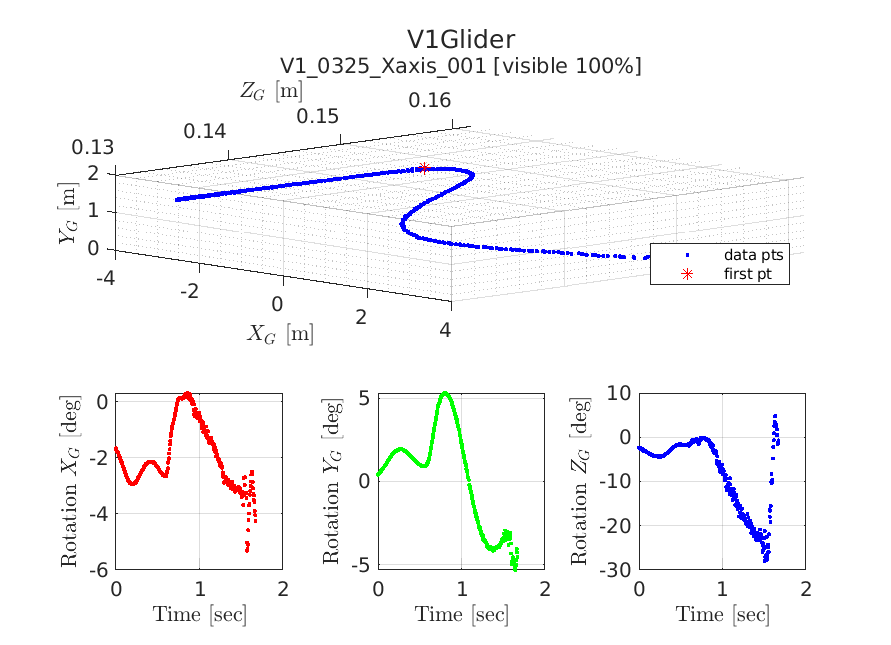 V1Glider
V1_0325_Xaxis_001 [visible 100%]
Z_G [m]
0.13
0.14
0.15
0.16
Y_G [m]
2
1
0
-4
-2
0
2
4
X_G [m]
data pts
first pt
Rotation X_G [deg]
0
-2
-4
-6
0 1 2
Time [sec]
Rotation Y_G [deg]
5
0
-5
0 1 2
Time [sec]
Rotation Z_G [deg]
10
0
-10
-20
-30
0 1 2
Time [sec]